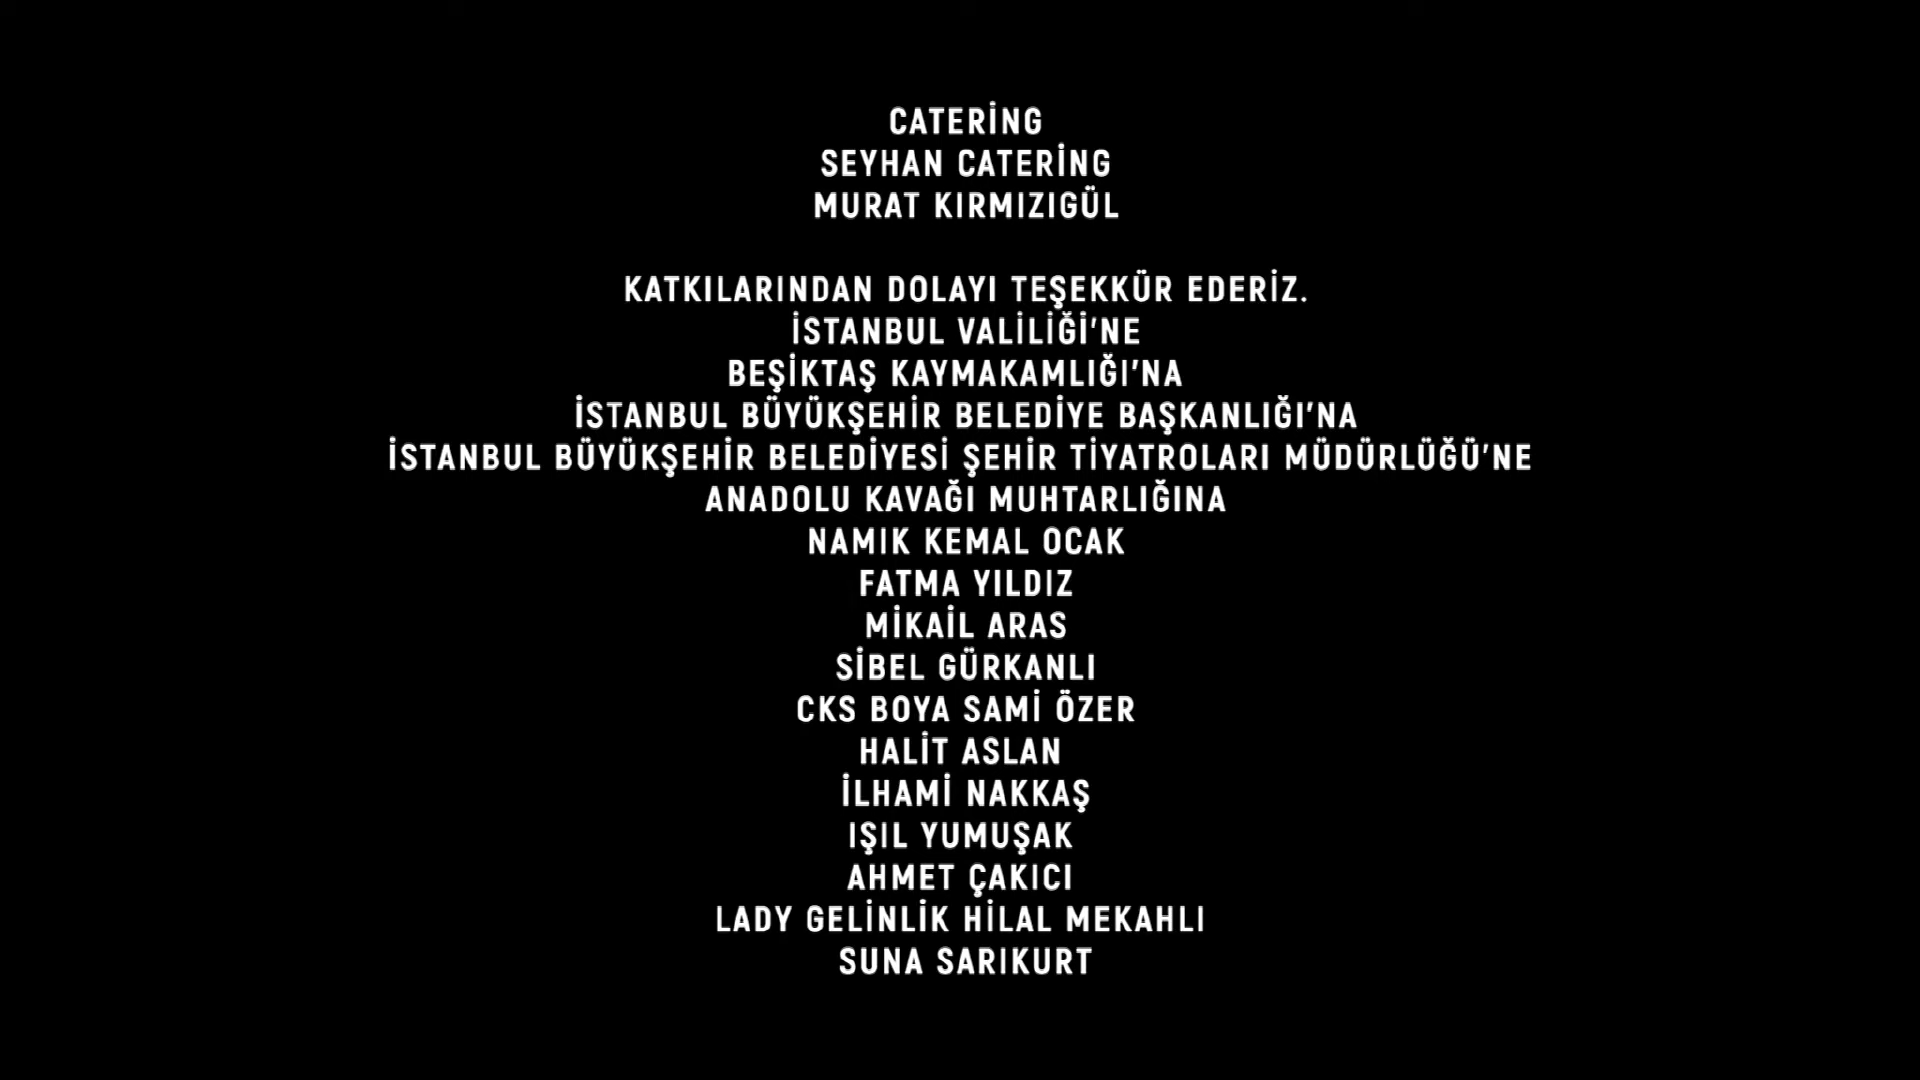 CATERİNG
SEYHAN CATERİNG
MURAT KIRMIZIGÜL
KATKILARINDAN DOLAYI TEŞEKKÜR EDERİZ.
İSTANBUL VALİLİĞİ'NE
BEŞİKTAŞ KAYMAKAMLIĞI'NA
İSTANBUL BÜYÜKŞEHİR BELEDİYE BAŞKANLIĞI'NA
İSTANBUL BÜYÜKŞEHİR BELEDİYESİ ŞEHİR TİYATROLARI MÜDÜRLÜĞÜ'NE
ANADOLU KAVAĞI MUHTARLIĞINA
NAMIK KEMAL OCAK
FATMA YILDIZ
MİKAİL ARAS
SİBEL GÜRKANLI
CKS BOYA SAMİ ÖZER
HALİT ASLAN
İLHAMİ NAKKAŞ
IŞIL YUMUŞAK
AHMET ÇAKICI
LADY GELİNLİK HİLAL MEKAHLI
SUNA SARIKURT